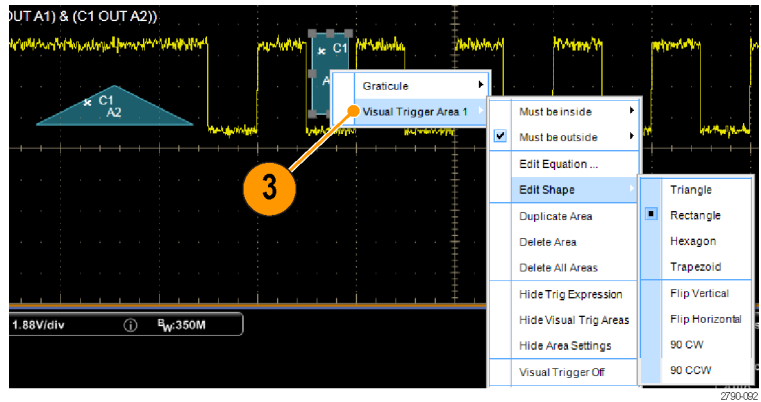 OUT A1) & (C1 OUT A2))
C1
A
C1
A2
Graticule
Visual Trigger Area 1
3
Must be inside
Must be outside
Edit Equation ...
Edit Shape
Duplicate Area
Delete Area
Delete All Areas
Hide Trig Expression
Hide Visual Trig Areas
Hide Area Settings
Visual Trigger Off
Triangle
Rectangle
Hexagon
Trapezoid
Flip Vertical
Flip Horizontal
90 CW
90 CCW
1.88V/div BW:350M
2790-092